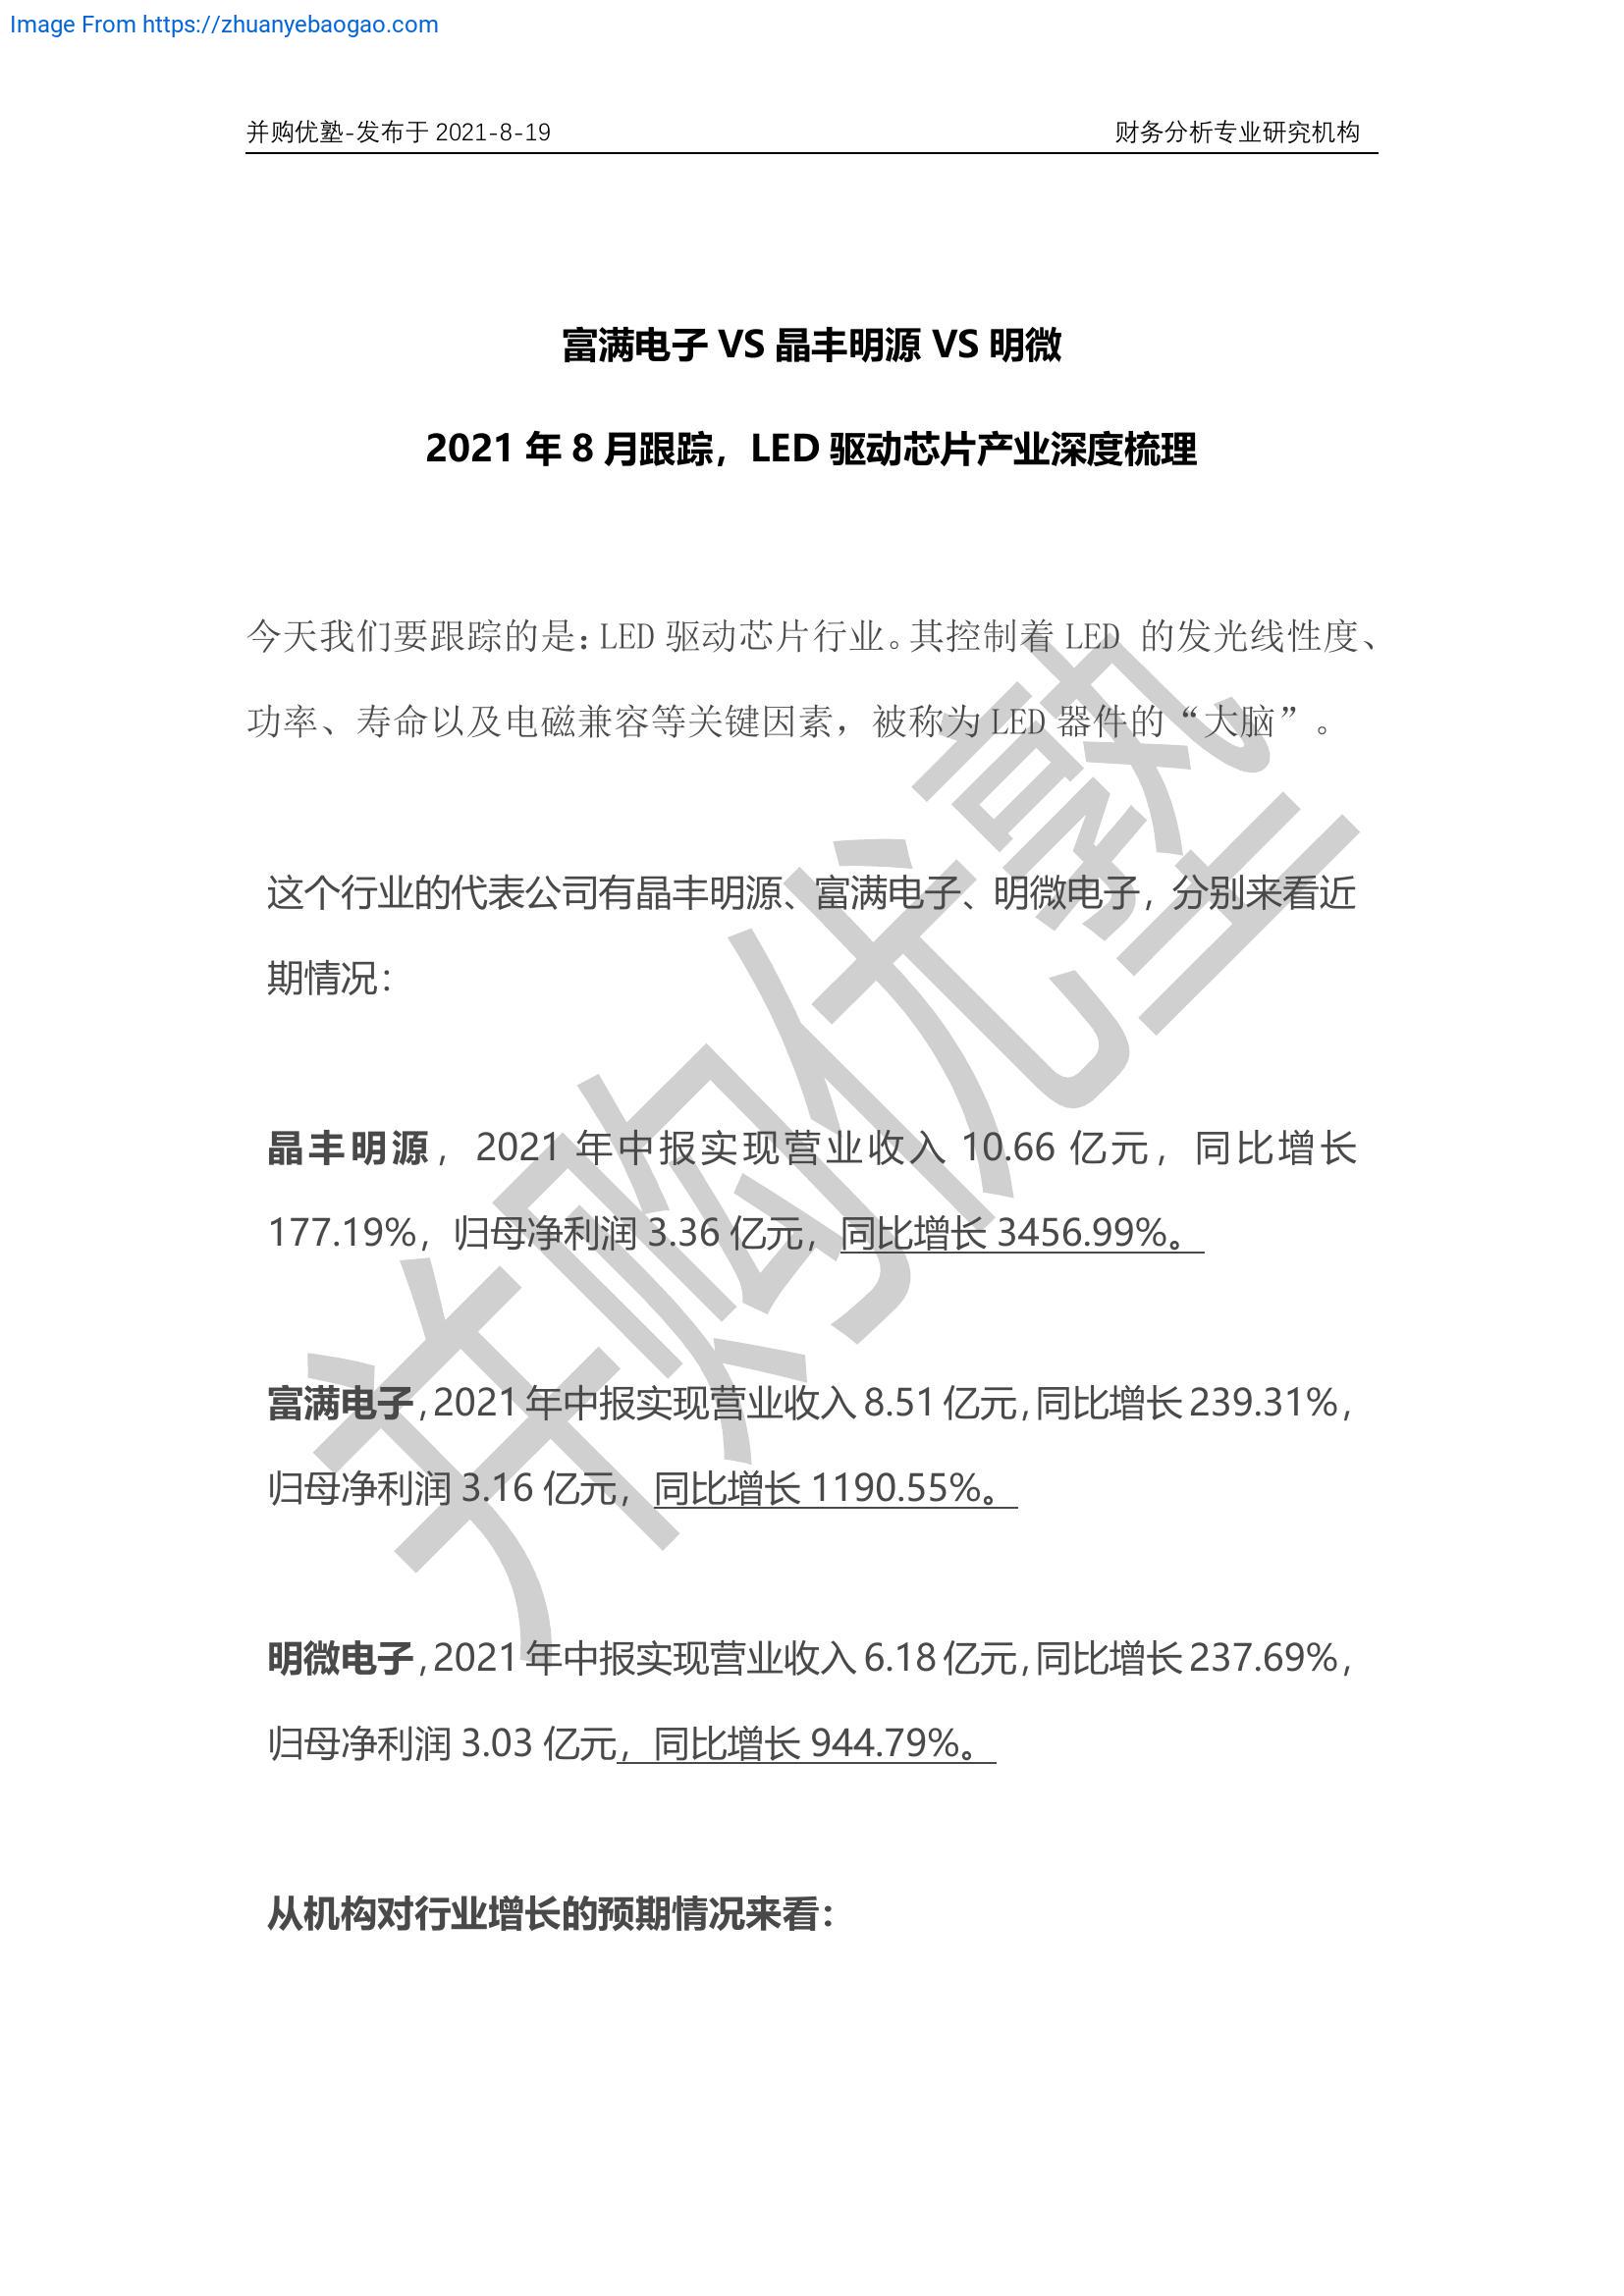 Image From https://zhuanyebaogao.com
并购优塾-发布于 2021-8-19 财务分析专业研究机构
富满电子 VS 晶丰明源 VS 明微
2021 年 8 月跟踪，LED 驱动芯片产业深度梳理
今天我们要跟踪的是：LED 驱动芯片行业。其控制着 LED 的发光线性度、
功率、寿命以及电磁兼容等关键因素，被称为 LED 器件的“大脑”。
这个行业的代表公司有晶丰明源、富满电子、明微电子，分别来看近
期情况：
晶丰明源，2021 年中报实现营业收入 10.66 亿元，同比增长
177.19%，归母净利润 3.36 亿元，同比增长 3456.99%。
富满电子，2021 年中报实现营业收入 8.51 亿元，同比增长 239.31%，
归母净利润 3.16 亿元，同比增长 1190.55%。
明微电子，2021 年中报实现营业收入 6.18 亿元，同比增长 237.69%，
归母净利润 3.03 亿元，同比增长 944.79%。
从机构对行业增长的预期情况来看：
并购优塾